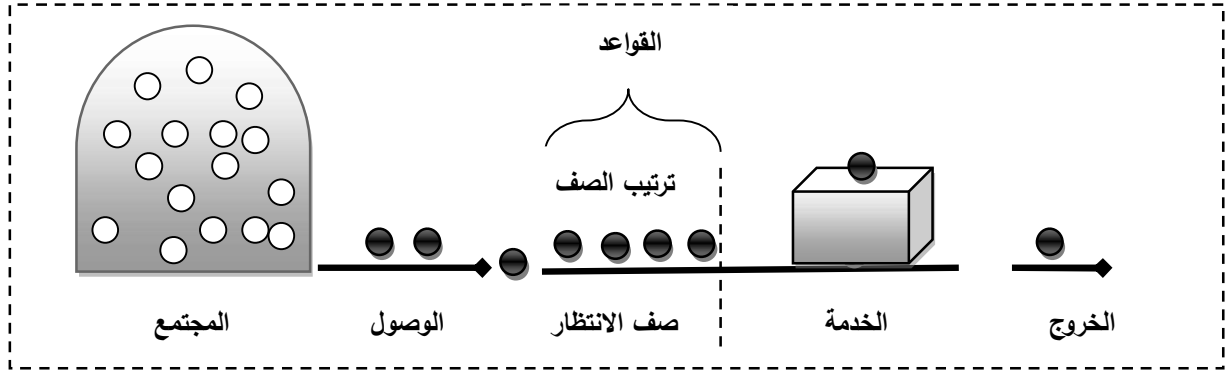 القواعد
ترتيب الصف
المجتمع
الوصول
صف الانتظار
الخدمة
الخروج